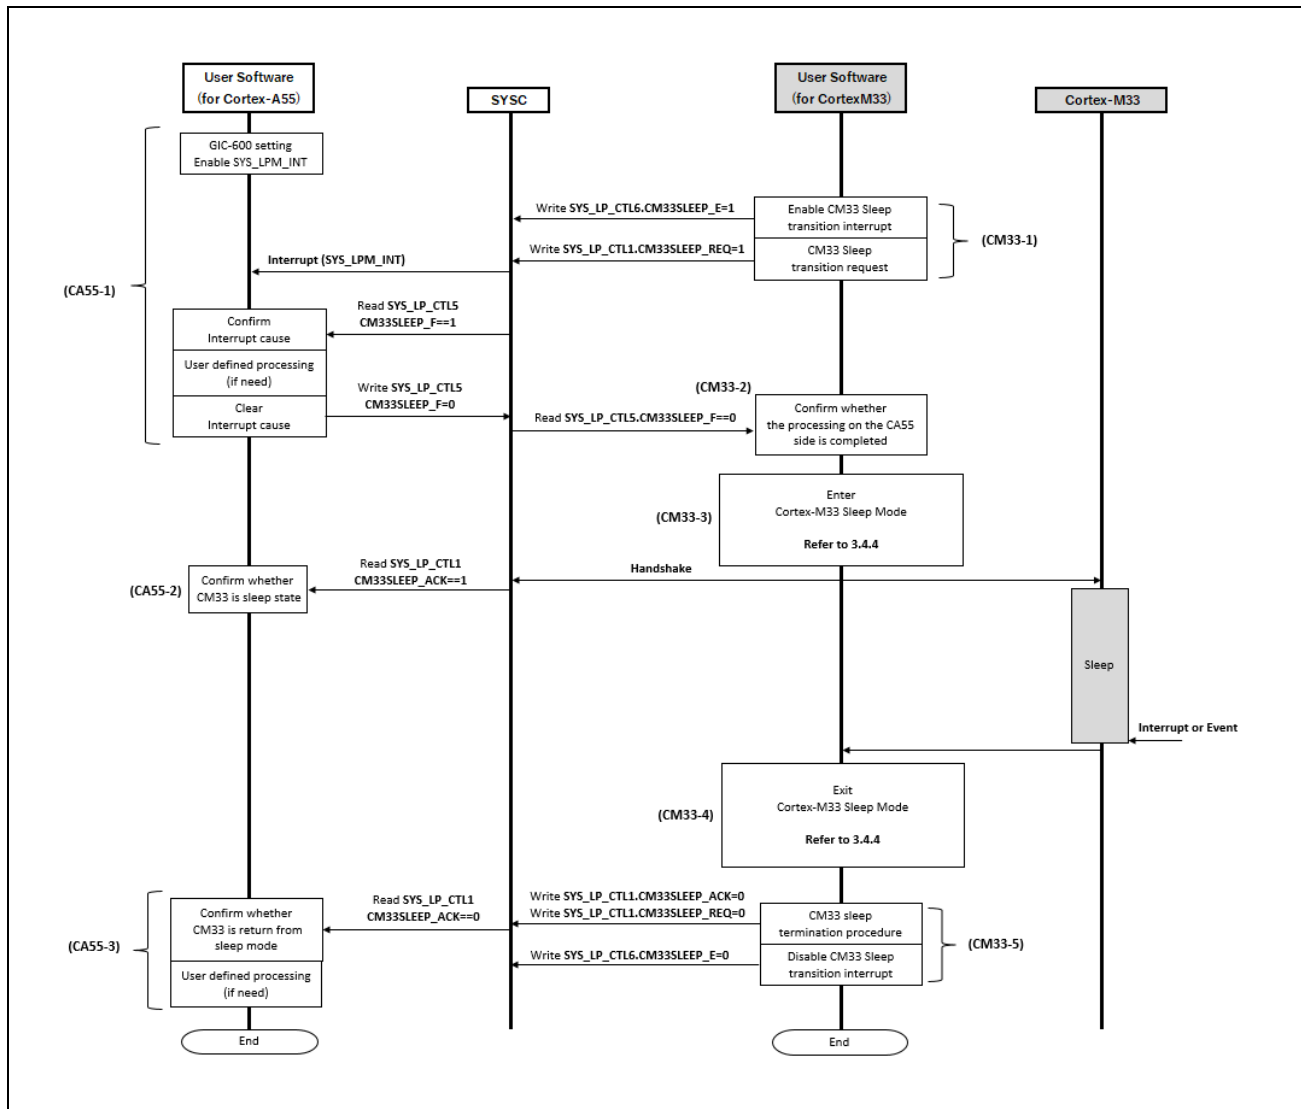 User Software
(for Cortex-A55)
SYSC
User Software
(for CortexM33)
Cortex-M33
GIC-600 setting
Enable SYS_LPM_INT
Write SYS_LP_CTL6.CM33SLEEP_E=1
Enable CM33 Sleep
transition interrupt
(CM33-1)
Write SYS_LP_CTL1.CM33SLEEP_REQ=1
CM33 Sleep
transition request
Interrupt (SYS_LPM_INT)
(CA55-1)
Read SYS_LP_CTL5
CM33SLEEP_F==1
Confirm
Interrupt cause
User defined processing
(if need)
Write SYS_LP_CTL5
CM33SLEEP_F=0
Clear
Interrupt cause
(CM33-2)
Read SYS_LP_CTL5.CM33SLEEP_F==0
Confirm whether
the processing on the CA55
side is completed
(CM33-3)
Enter
Cortex-M33 Sleep Mode
Refer to 3.4.4
Handshake
Read SYS_LP_CTL1
CM33SLEEP_ACK==1
(CA55-2)
Confirm whether
CM33 is sleep state
Sleep
Interrupt or Event
(CM33-4)
Exit
Cortex-M33 Sleep Mode
Refer to 3.4.4
Write SYS_LP_CTL1.CM33SLEEP_ACK=0
Write SYS_LP_CTL1.CM33SLEEP_REQ=0
CM33 sleep
termination procedure
(CM33-5)
Read SYS_LP_CTL1
CM33SLEEP_ACK==0
Confirm whether
CM33 is return from
sleep mode
(CA55-3)
Write SYS_LP_CTL6.CM33SLEEP_E=0
Disable CM33 Sleep
transition interrupt
User defined processing
(if need)
End
End